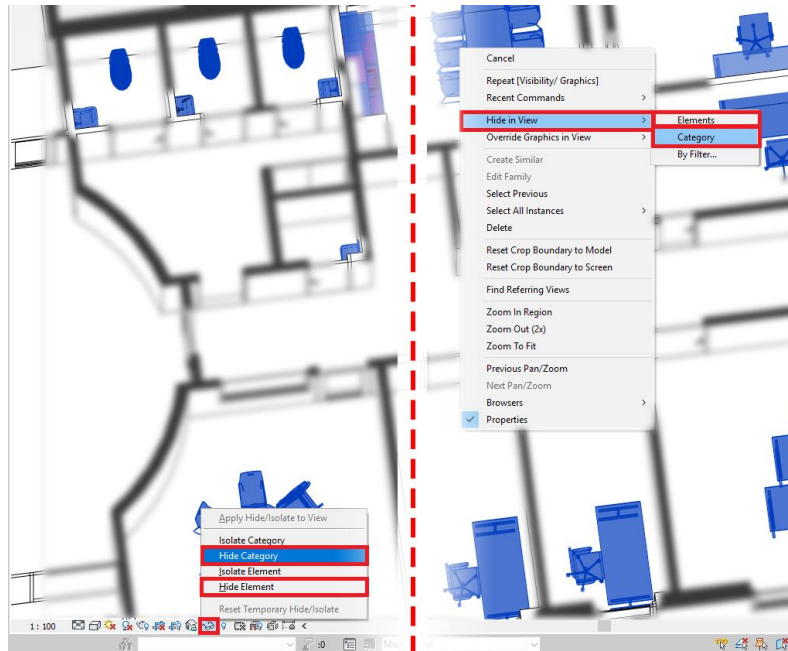 Cancel
Repeat [Visibility/ Graphics]
Recent Commands
Hide in View
Override Graphics in View
Create Similar
Edit Family
Select Previous
Select All Instances
Delete
Reset Crop Boundary to Model
Reset Crop Boundary to Screen
Find Referring Views
Zoom In Region
Zoom Out (2x)
Zoom To Fit
Previous Pan/Zoom
Next Pan/Zoom
Browsers
Properties
Elements
Category
By Filter...
Apply Hide/Isolate to View
Isolate Category
Hide Category
Isolate Element
Hide Element
Reset Temporary Hide/Isolate
1 : 100
:0